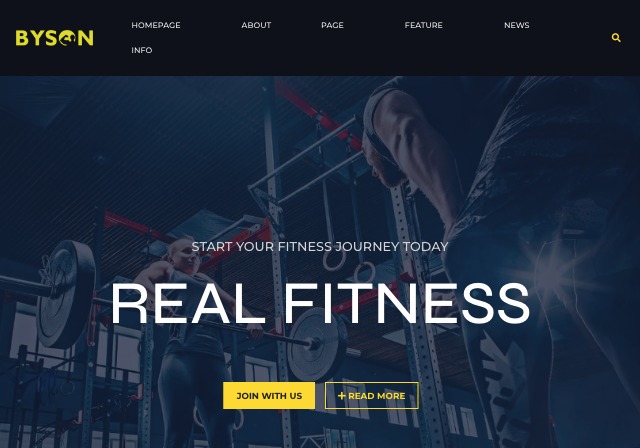 BYSON
HOMEPAGE ABOUT PAGE FEATURE NEWS
INFO
START YOUR FITNESS JOURNEY TODAY
REAL FITNESS
JOIN WITH US
+ READ MORE